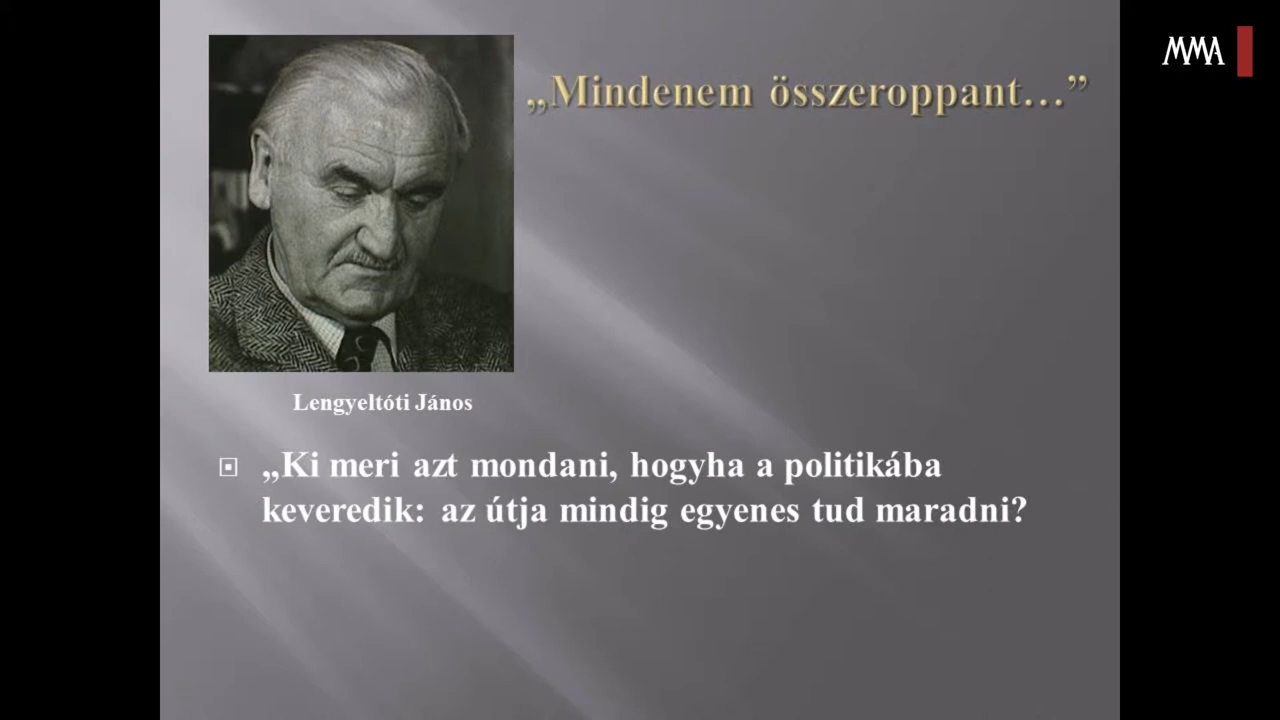 MMA
„Mindenem összeroppant…”
Lengyeltóti János
„Ki meri azt mondani, hogyha a politikába
keveredik: az útja mindig egyenes tud maradni?